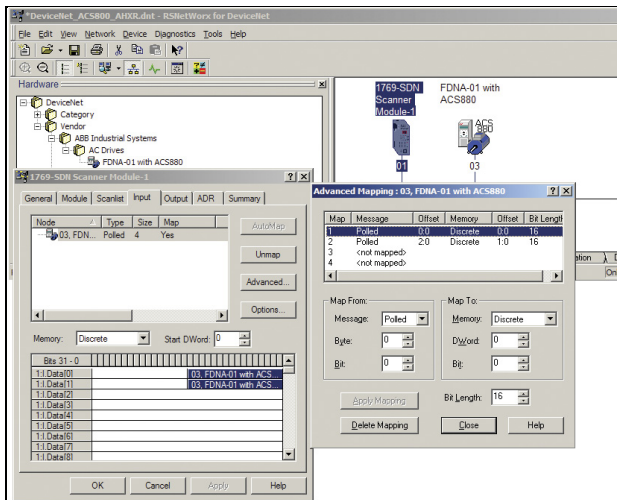 *DeviceNet_ACS800_AHXR.dnt - RSNetWorx for DeviceNet
File Edit View Network Device Diagnostics Tools Help
Hardware
DeviceNet
Category
Vendor
ABB Industrial Systems
AC Drives
FDNA-01 with ACS880
1769-SDN Scanner Module-1
FDNA-01 with ACS880
ACS 880
01
03
1769-SDN Scanner Module-1
General Module Scanlist Input Output ADR Summary
Node Type Size Map
03, FDN... Polled 4 Yes
AutoMap
Unmap
Advanced...
Options...
Memory: Discrete Start DWord: 0
Bits 31 - 0
1:I.Data[0] 03, FDNA-01 with ACS...
1:I.Data[1] 03, FDNA-01 with ACS...
1:I.Data[2]
1:I.Data[3]
1:I.Data[4]
1:I.Data[5]
1:I.Data[6]
1:I.Data[7]
1:I.Data[8]
OK Cancel Apply Help
Advanced Mapping : 03, FDNA-01 with ACS880
Map Message Offset Memory Offset Bit Length
1 Polled 0:0 Discrete 0:0 16
2 Polled 2:0 Discrete 1:0 16
3 <not mapped>
4 <not mapped>
Map From:
Message: Polled
Byte: 0
Bit: 0
Map To:
Memory: Discrete
DWord: 0
Bit: 0
Apply Mapping
Bit Length: 16
Delete Mapping Close Help